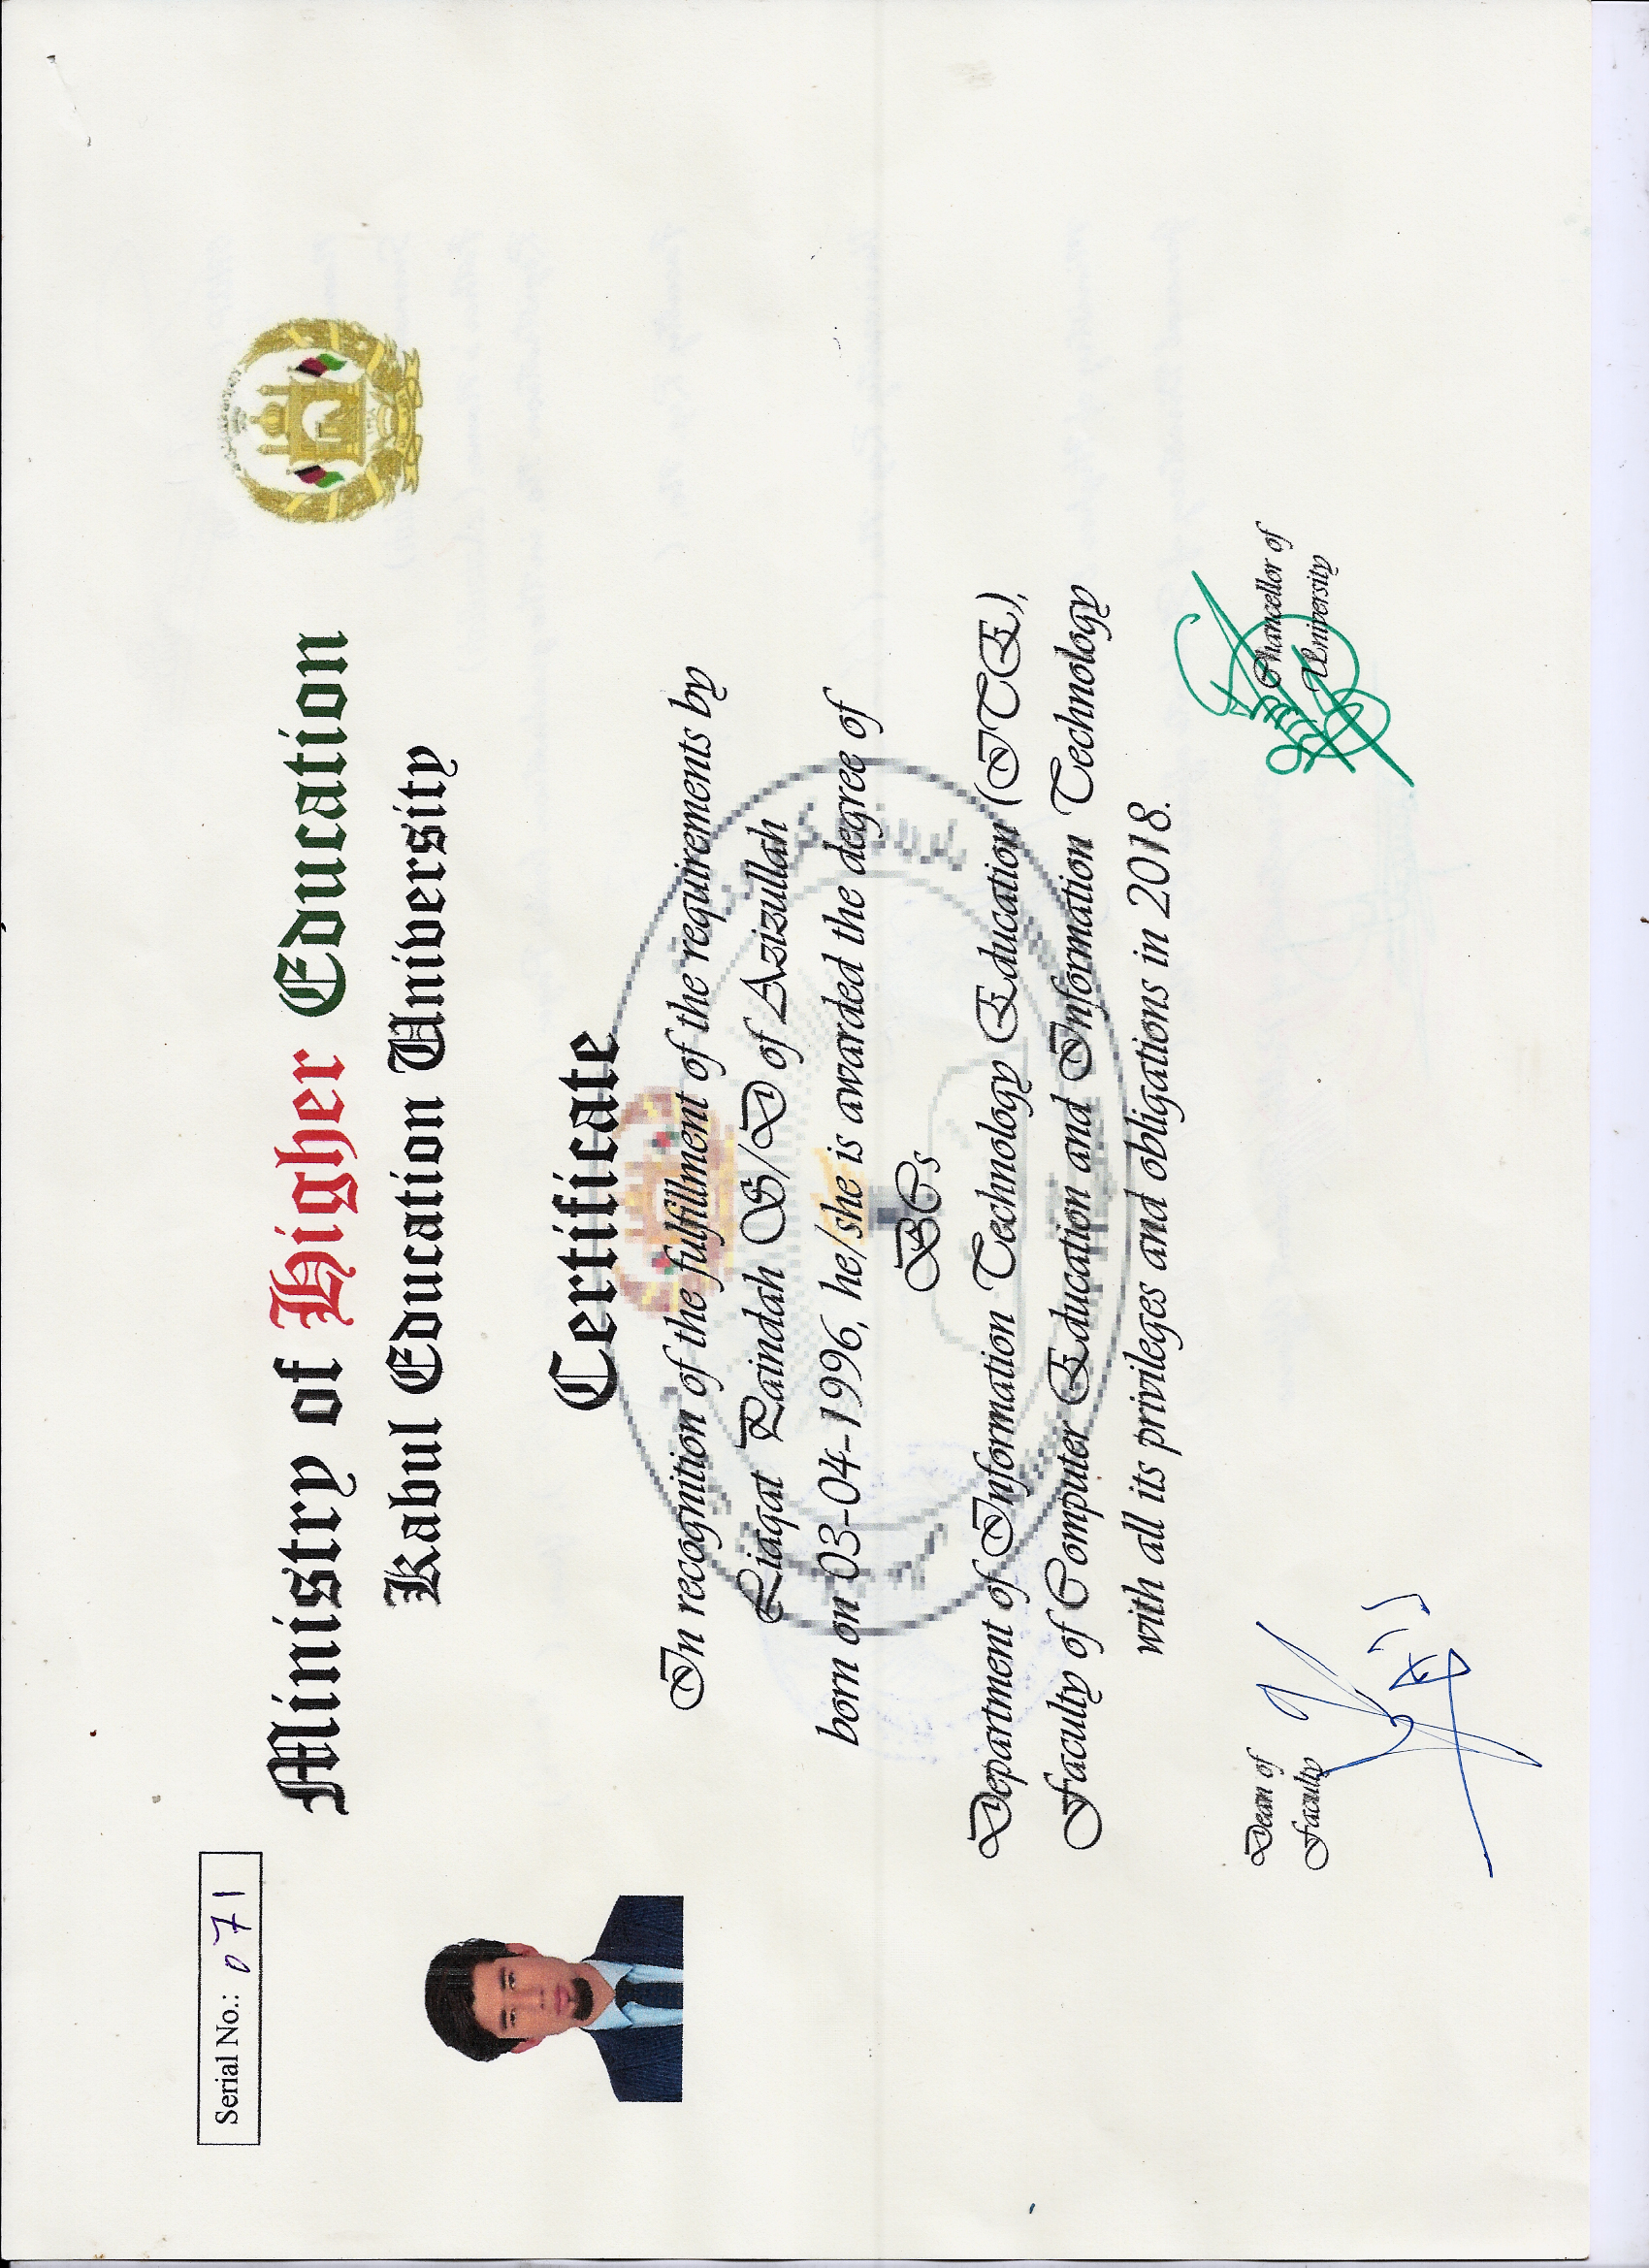 Serial No.: 071
Ministry of Higher Education
Kabul Education University
Certificate
In recognition of the fulfillment of the requirements by
Liaqat Paindah S/D of Azizullah
born on 03-04-1996, he/she is awarded the degree of
BCs
Department of Information Technology Education (ITE),
Faculty of Computer Education and Information Technology
with all its privileges and obligations in 2018.
Dean of
Faculty
Chancellor of
University